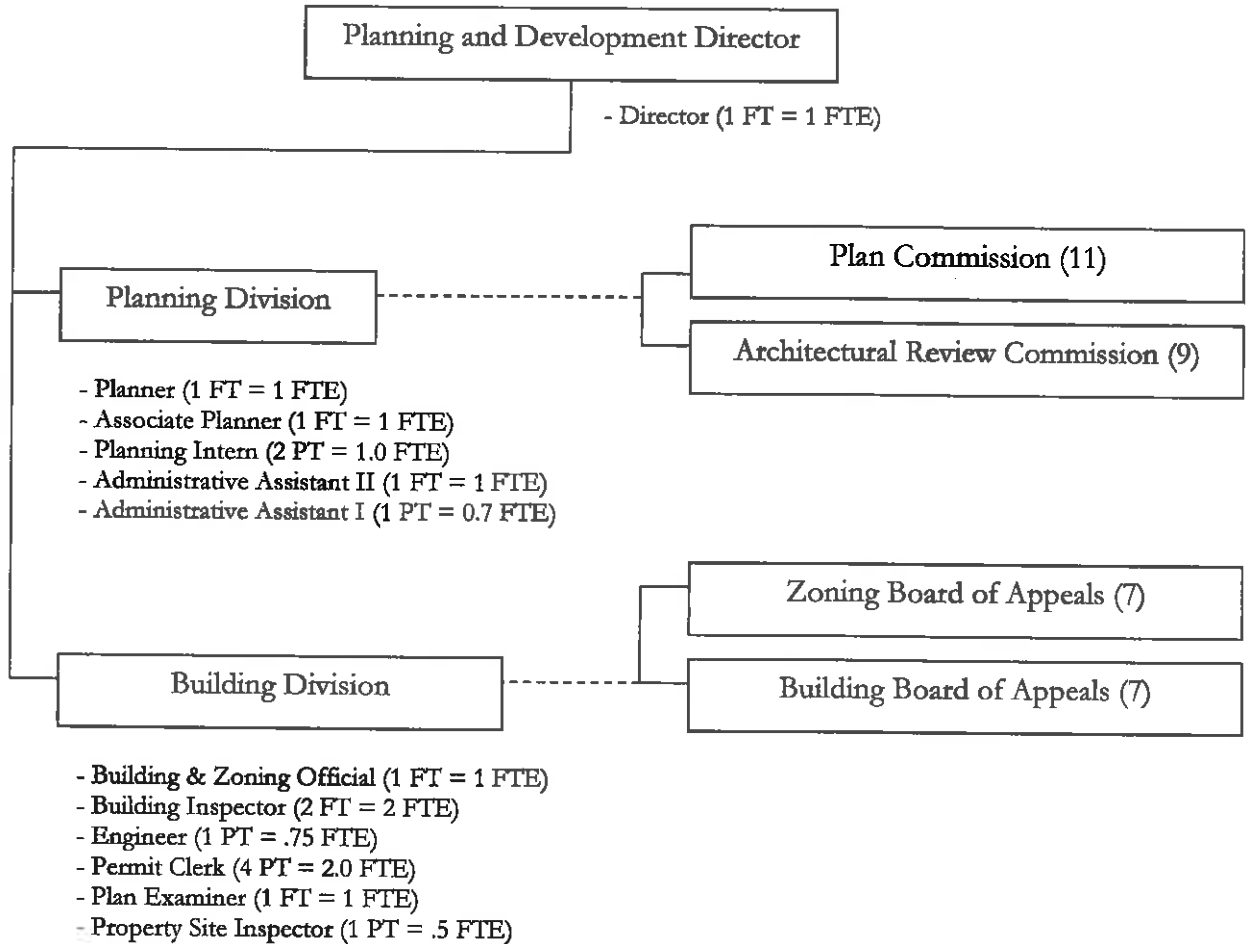 Planning and Development Director
- Director (1 FT = 1 FTE)
Planning Division
Plan Commission (11)
Architectural Review Commission (9)
- Planner (1 FT = 1 FTE)
- Associate Planner (1 FT = 1 FTE)
- Planning Intern (2 PT = 1.0 FTE)
- Administrative Assistant II (1 FT = 1 FTE)
- Administrative Assistant I (1 PT = 0.7 FTE)
Zoning Board of Appeals (7)
Building Division
Building Board of Appeals (7)
- Building & Zoning Official (1 FT = 1 FTE)
- Building Inspector (2 FT = 2 FTE)
- Engineer (1 PT = .75 FTE)
- Permit Clerk (4 PT = 2.0 FTE)
- Plan Examiner (1 FT = 1 FTE)
- Property Site Inspector (1 PT = .5 FTE)